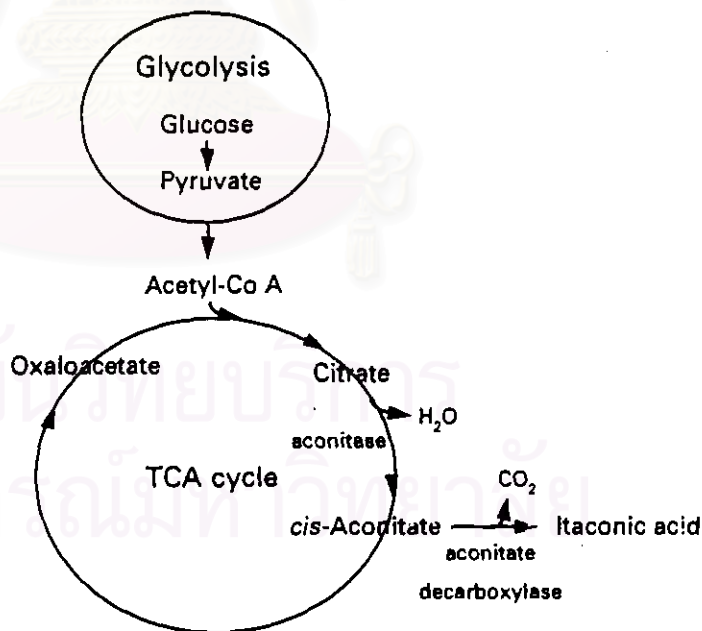 Glycolysis
Glucose
Pyruvate
Acetyl-Co A
Oxaloacetate
Citrate
H₂O
aconitase
TCA cycle
CO₂
cis-Aconitate
Itaconic acid
aconitate
decarboxylase